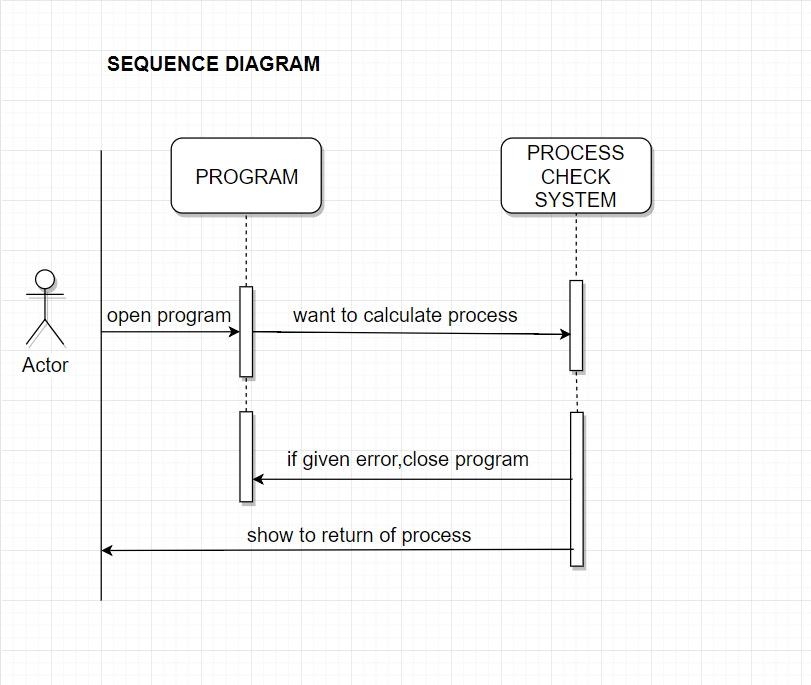 SEQUENCE DIAGRAM
PROGRAM
PROCESS
CHECK
SYSTEM
open program
want to calculate process
Actor
if given error,close program
show to return of process